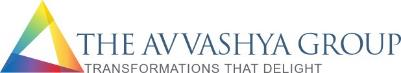 THE AVVASHYA GROUP
TRANSFORMATIONS THAT DELIGHT